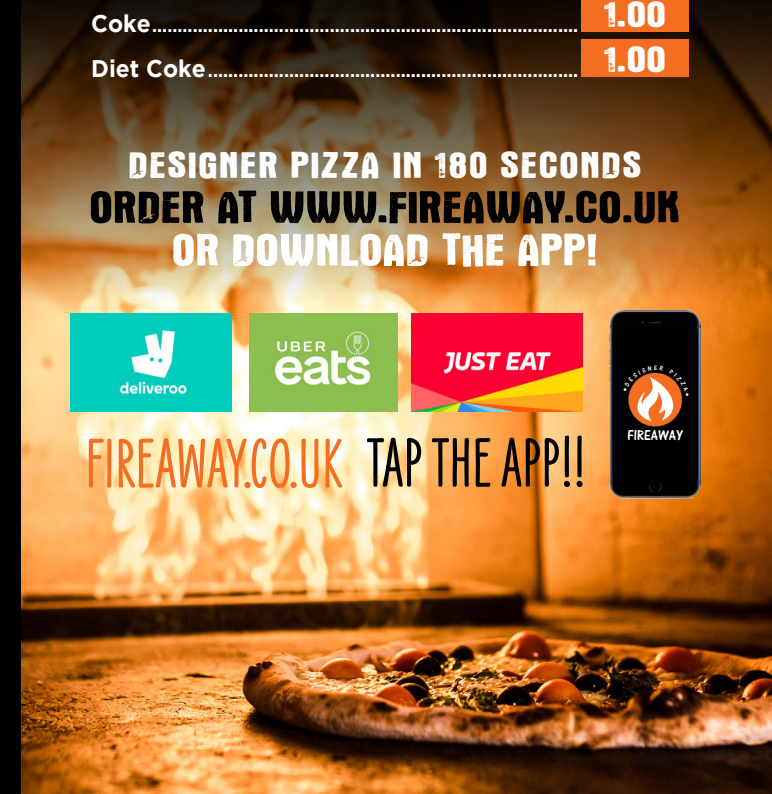 Coke 1.00
Diet Coke 1.00
DESIGNER PIZZA IN 180 SECONDS
ORDER AT WWW.FIREAWAY.CO.UK
OR DOWNLOAD THE APP!
deliveroo
UBER
eats
JUST EAT
DESIGNER PIZZA
FIREAWAY
FIREAWAY.CO.UK TAP THE APP!!